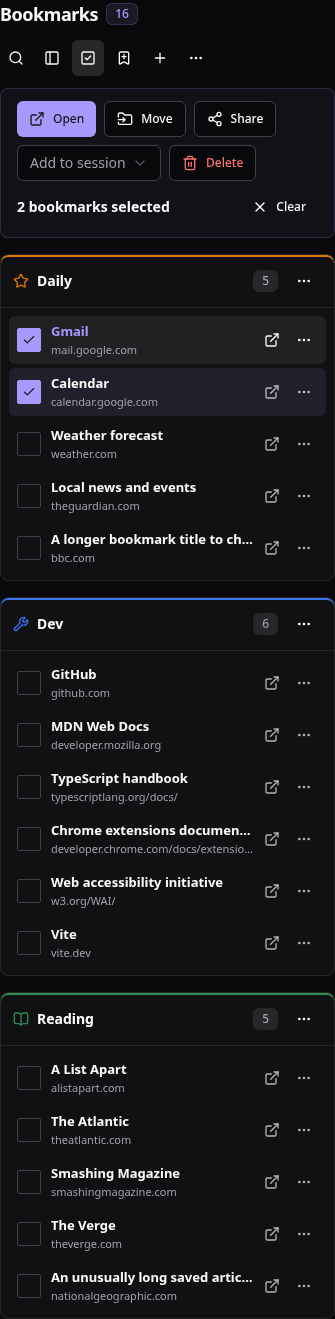 Bookmarks 16
Open Move Share
Add to session Delete
2 bookmarks selected Clear
Daily 5
Gmail
mail.google.com
Calendar
calendar.google.com
Weather forecast
weather.com
Local news and events
theguardian.com
A longer bookmark title to ch...
bbc.com
Dev 6
GitHub
github.com
MDN Web Docs
developer.mozilla.org
TypeScript handbook
typescriptlang.org/docs/
Chrome extensions documen...
developer.chrome.com/docs/extensio...
Web accessibility initiative
w3.org/WAI/
Vite
vite.dev
Reading 5
A List Apart
alistapart.com
The Atlantic
theatlantic.com
Smashing Magazine
smashingmagazine.com
The Verge
theverge.com
An unusually long saved artic...
nationalgeographic.com